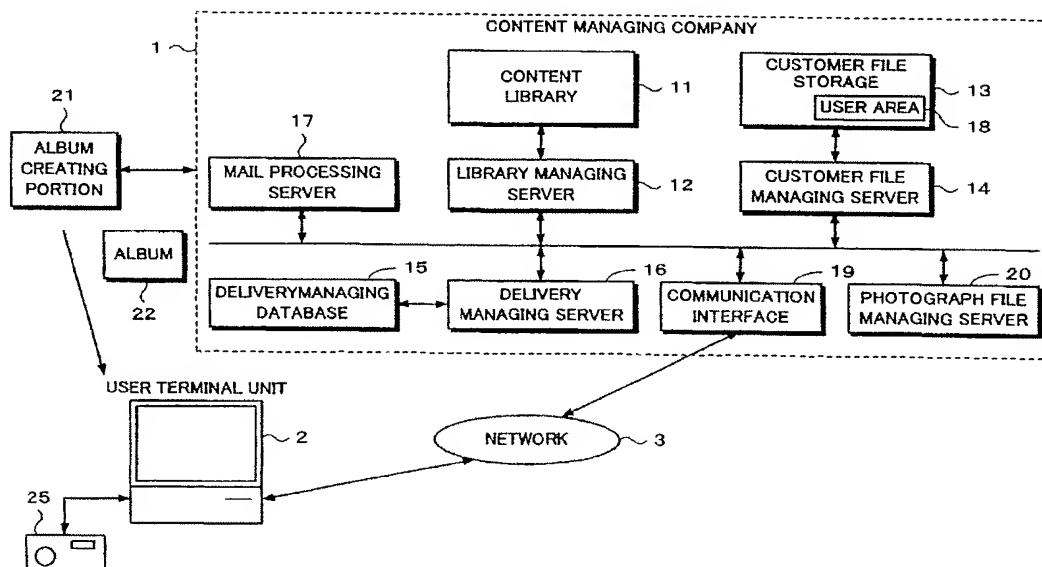 CONTENT MANAGING COMPANY
1
CONTENT
LIBRARY
11
CUSTOMER FILE
STORAGE
USER AREA
13
18
21
ALBUM
CREATING
PORTION
17
MAIL PROCESSING
SERVER
LIBRARY MANAGING
SERVER
12
CUSTOMER FILE
MANAGING SERVER
14
ALBUM
22
15
DELIVERYMANAGING
DATABASE
16
DELIVERY
MANAGING SERVER
19
COMMUNICATION
INTERFACE
20
PHOTOGRAPH FILE
MANAGING SERVER
USER TERMINAL UNIT
2
NETWORK
3
25